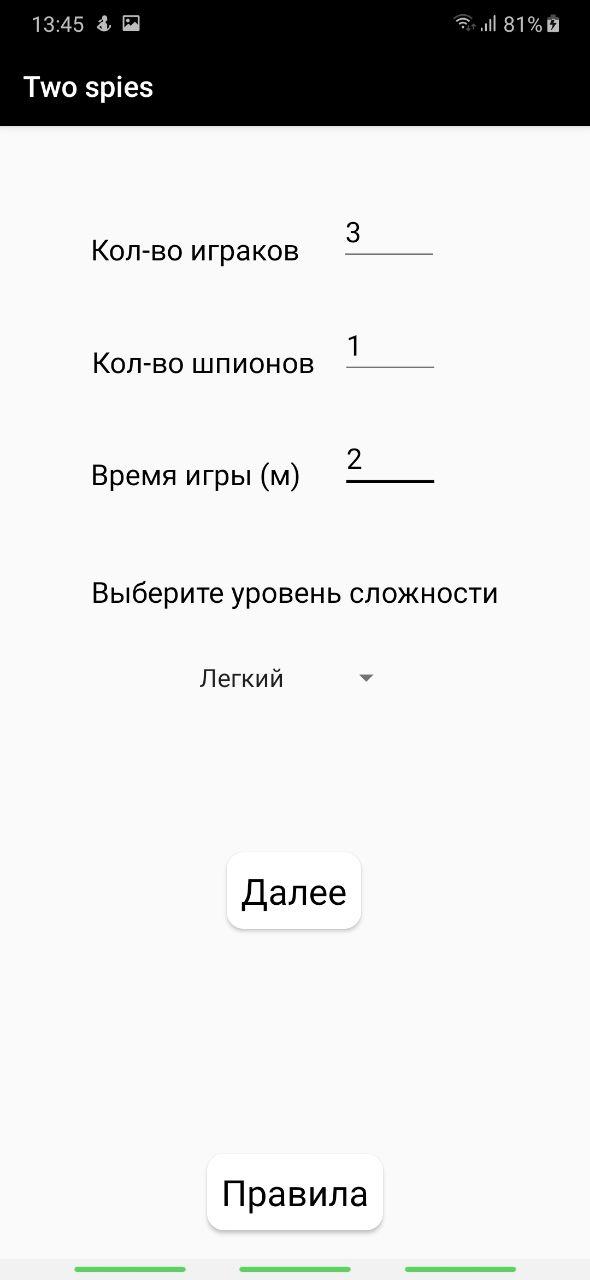 13:45 81%
Two spies
Кол-во играков 3
Кол-во шпионов 1
Время игры (м) 2
Выберите уровень сложности
Легкий
Далее
Правила